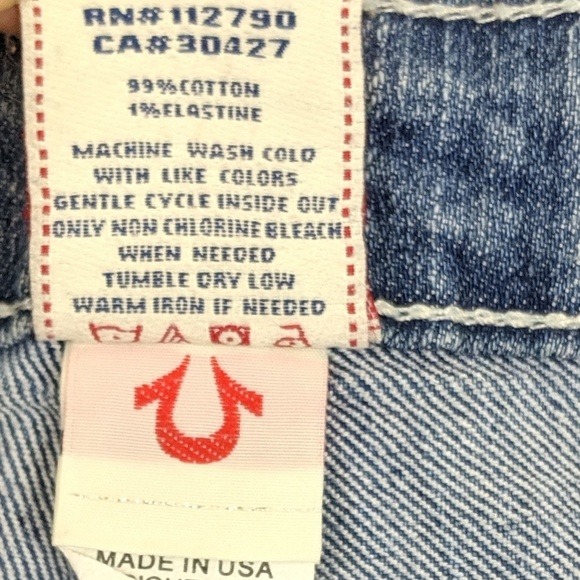 RN#112790
CA#30427
99%COTTON
1%ELASTINE
MACHINE WASH COLD
WITH LIKE COLORS
GENTLE CYCLE INSIDE OUT
ONLY NON CHLORINE BLEACH
WHEN NEEDED
TUMBLE DRY LOW
WARM IRON IF NEEDED
MADE IN USA